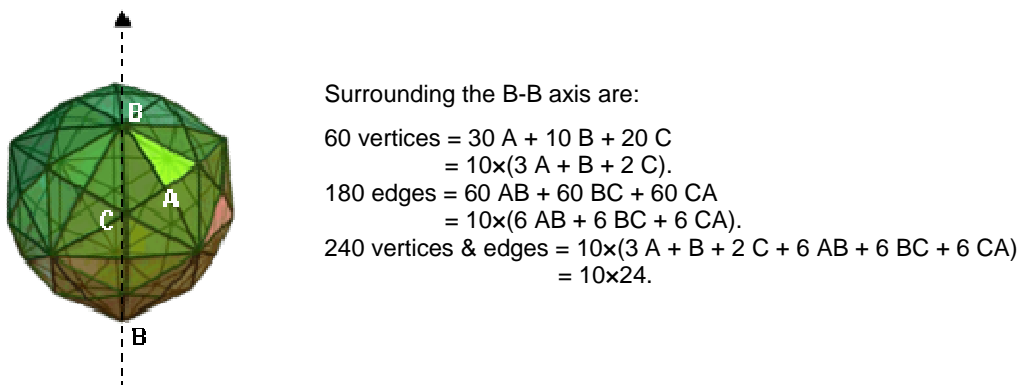 B
A
C
B
Surrounding the B-B axis are:
60 vertices = 30 A + 10 B + 20 C
= 10×(3 A + B + 2 C).
180 edges = 60 AB + 60 BC + 60 CA
= 10×(6 AB + 6 BC + 6 CA).
240 vertices & edges = 10×(3 A + B + 2 C + 6 AB + 6 BC + 6 CA)
= 10×24.